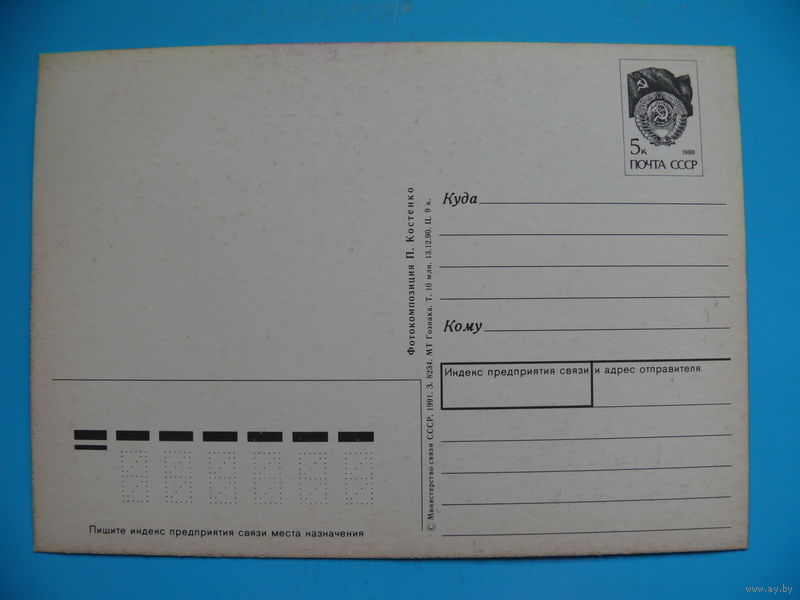 5к
1988
ПОЧТА СССР
Фотокомпозиция П. Костенко
© Министерство связи СССР. 1991. З. 8234. МТ Гознака. Т. 10 млн. 13.12.90. Ц. 9 к.
Куда
Кому
Индекс предприятия связи и адрес отправителя
Пишите индекс предприятия связи места назначения
www.ay.by